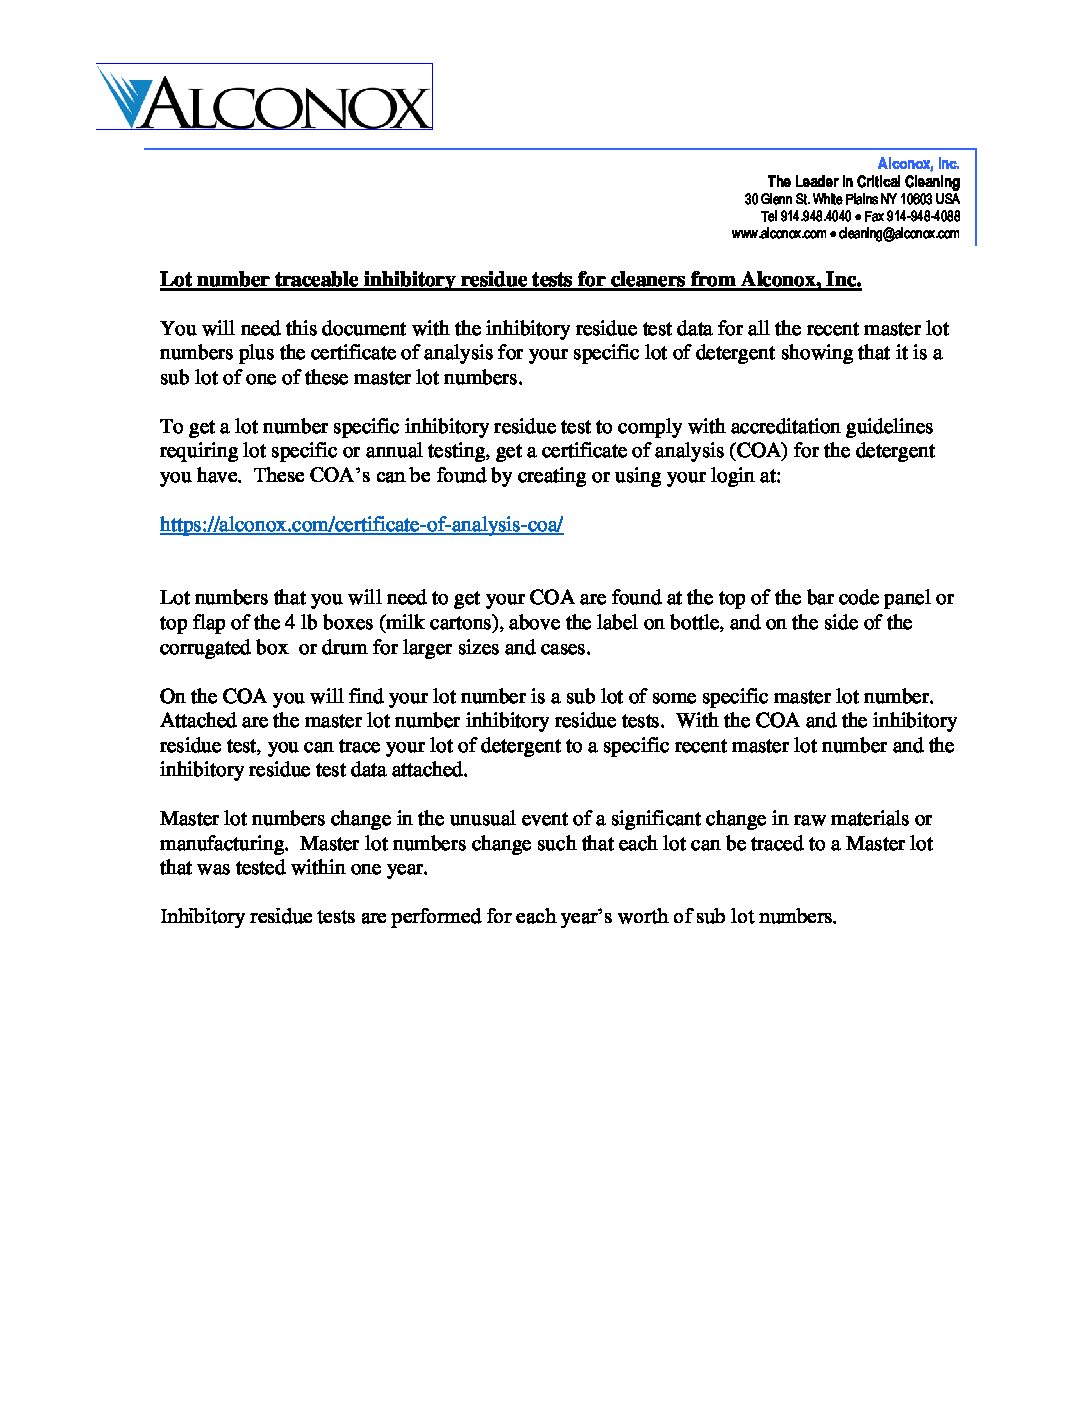 ALCONOX
Alconox, Inc.
The Leader in Critical Cleaning
30 Glenn St. White Plains NY 10603 USA
Tel 914.948.4040 ● Fax 914-948-4088
www.alconox.com ● cleaning@alconox.com
Lot number traceable inhibitory residue tests for cleaners from Alconox, Inc.
You will need this document with the inhibitory residue test data for all the recent master lot
numbers plus the certificate of analysis for your specific lot of detergent showing that it is a
sub lot of one of these master lot numbers.
To get a lot number specific inhibitory residue test to comply with accreditation guidelines
requiring lot specific or annual testing, get a certificate of analysis (COA) for the detergent
you have.  These COA’s can be found by creating or using your login at:
https://alconox.com/certificate-of-analysis-coa/
Lot numbers that you will need to get your COA are found at the top of the bar code panel or
top flap of the 4 lb boxes (milk cartons), above the label on bottle, and on the side of the
corrugated box  or drum for larger sizes and cases.
On the COA you will find your lot number is a sub lot of some specific master lot number.
Attached are the master lot number inhibitory residue tests.  With the COA and the inhibitory
residue test, you can trace your lot of detergent to a specific recent master lot number and the
inhibitory residue test data attached.
Master lot numbers change in the unusual event of a significant change in raw materials or
manufacturing.  Master lot numbers change such that each lot can be traced to a Master lot
that was tested within one year.
Inhibitory residue tests are performed for each year’s worth of sub lot numbers.